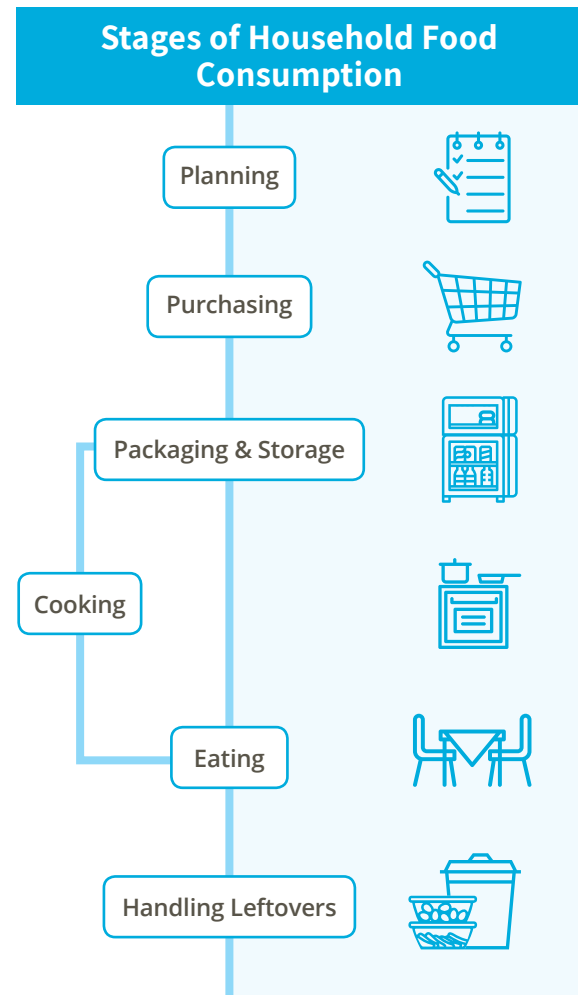 Stages of Household Food
Consumption
Planning
Purchasing
Packaging & Storage
Cooking
Eating
Handling Leftovers